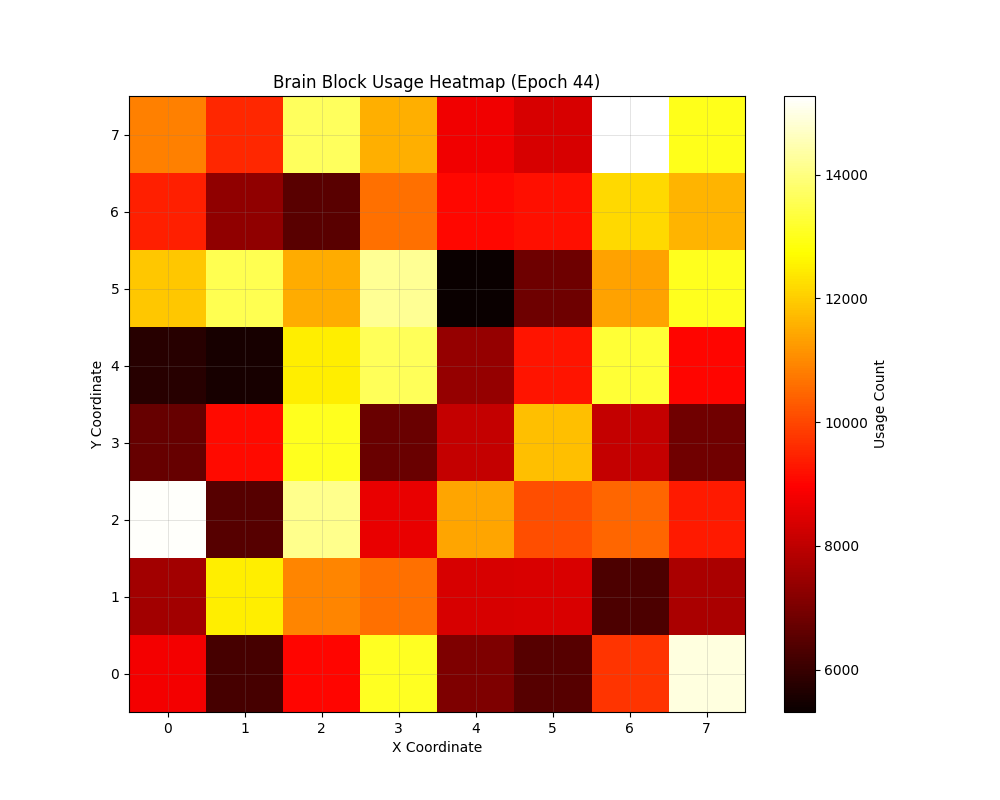 Brain Block Usage Heatmap (Epoch 44)
7
6
5
4
3
2
1
0
Y Coordinate
0 1 2 3 4 5 6 7
X Coordinate
14000
12000
10000
8000
6000
Usage Count